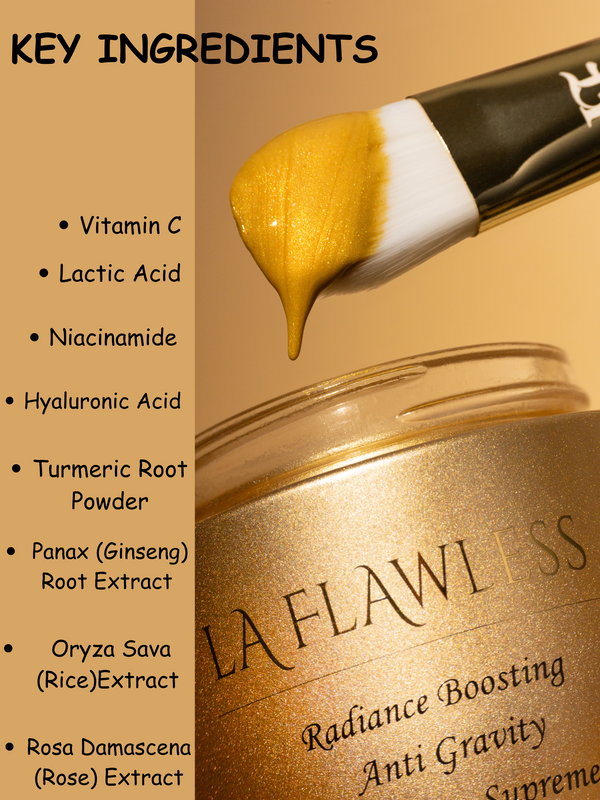 KEY INGREDIENTS
• Vitamin C
• Lactic Acid
• Niacinamide
• Hyaluronic Acid
• Turmeric Root
Powder
• Panax (Ginseng)
Root Extract
• Oryza Sava
(Rice)Extract
• Rosa Damascena
(Rose) Extract
LA FLAWLESS
Radiance Boosting
Anti Gravity
Supreme